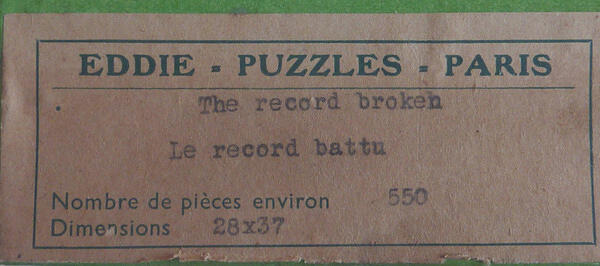 EDDIE - PUZZLES - PARIS
The record broken
Le record battu
Nombre de pièces environ 550
Dimensions 28x37